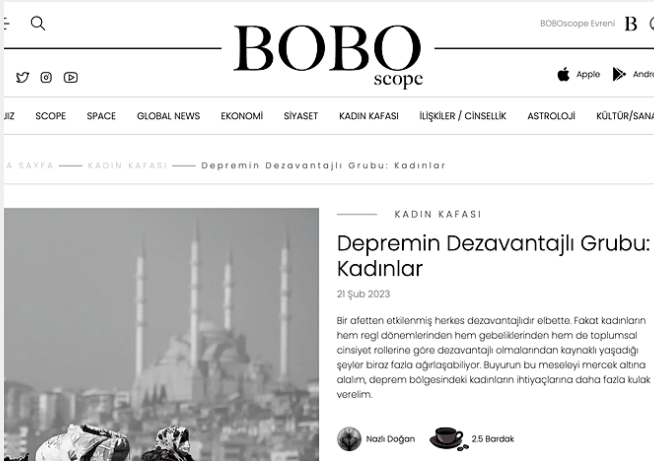 BOBOscope Evreni B
BOBO
scope
Apple
SCOPE SPACE GLOBAL NEWS EKONOMİ SİYASET KADIN KAFASI İLİŞKİLER / CİNSELLİK ASTROLOJİ
A SAYFA KADIN KAFASI Depremin Dezavantajlı Grubu: Kadınlar
KADIN KAFASI
Depremin Dezavantajlı Grubu:
Kadınlar
21 Şub 2023
Bir afetten etkilenmiş herkes dezavantajlıdır elbette. Fakat kadınların
hem regl dönemlerinden hem gebeliklerinden hem de toplumsal
cinsiyet rollerine göre dezavantajlı olmalarından kaynaklı yaşadığı
şeyler biraz fazla ağırlaşabiliyor. Buyurun bu meseleyi mercek altına
alalım, deprem bölgesindeki kadınların ihtiyaçlarına daha fazla kulak
verelim.
Nazlı Doğan 2.5 Bardak